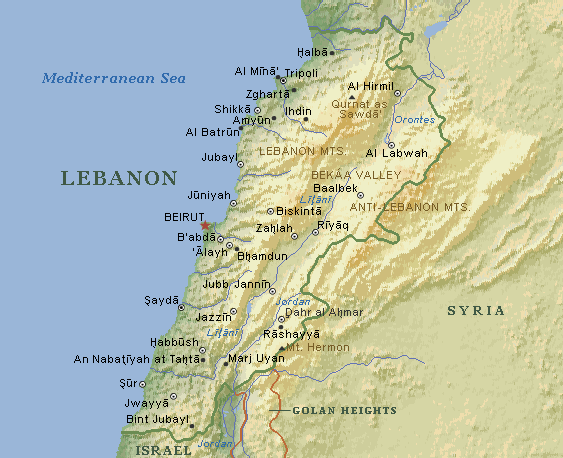 Ḩalbā
Mediterranean Sea
Al Mīnā'
Tripoli
Al Hirmil
Zghartā
Qurnat as
Sawdā'
Shikkā
Amyūn
Ihdin
Orontes
Al Batrūn
LEBANON MTS.
Al Labwah
Jubayl
BEKAA VALLEY
LEBANON
Baalbek
Jūniyah
Līţānī
ANTI-LEBANON MTS.
BEIRUT
Biskintā
Zaḩlah
Rīyāq
B'abdā
'Ālayh
Bḩamdun
Jubb Jannīn
Şaydā
Jordan
SYRIA
Jazzīn
Dahr al Aḩmar
Līţānī
Rāshayyā
Ḩabbūsh
Mt. Hermon
An Nabaţīyah at Taḩtā
Marj Uyan
Şūr
Jwayyā
GOLAN HEIGHTS
Bint Jubayl
Jordan
ISRAEL